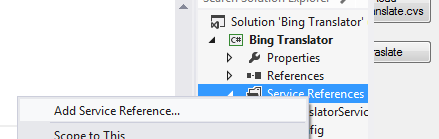 Search Solution Explorer
Solution 'Bing Translator'
C# Bing Translator
Properties
References
Service References
Add Service Reference...
Scope to This